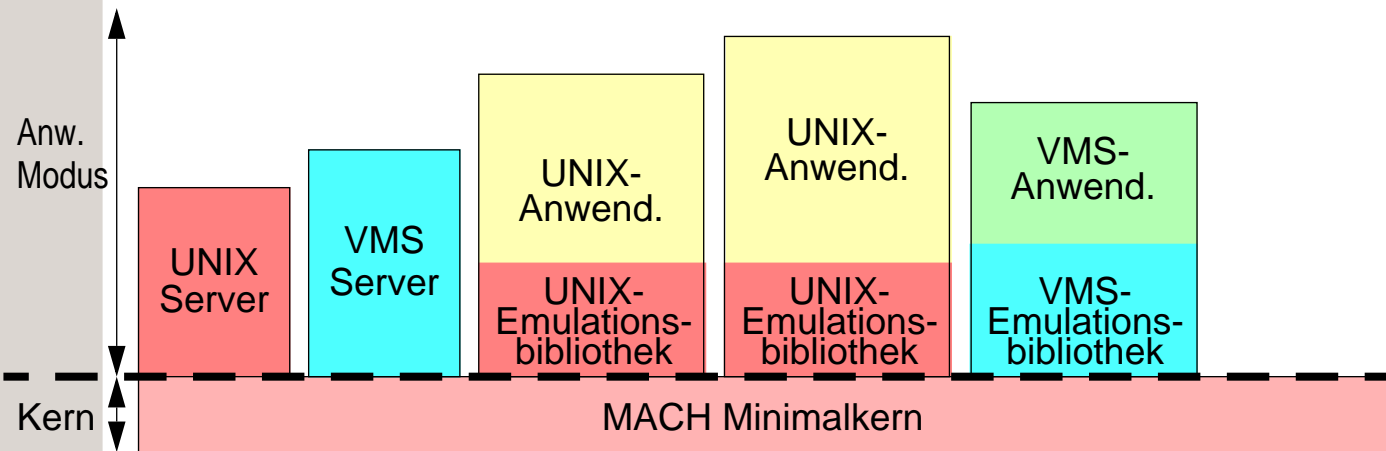 Anw.
Modus
UNIX
Server
VMS
Server
UNIX-
Anwend.
UNIX-
Emulations-
bibliothek
UNIX-
Anwend.
UNIX-
Emulations-
bibliothek
VMS-
Anwend.
VMS-
Emulations-
bibliothek
Kern
MACH Minimalkern